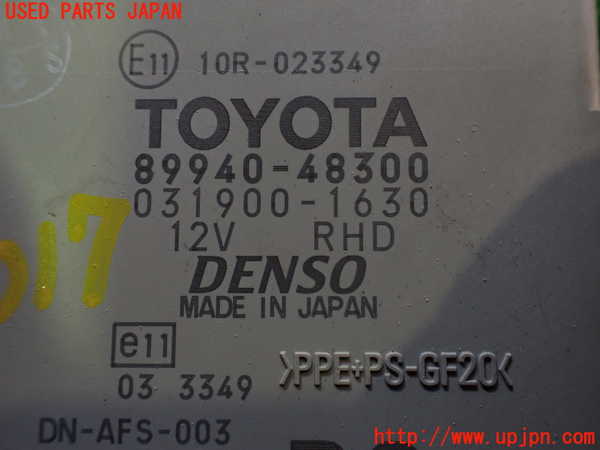 USED PARTS JAPAN
E11 10R-023349
TOYOTA
89940-48300
031900-1630
12V RHD
017
DENSO
MADE IN JAPAN
e11
03 3349
>PPE+PS-GF20<
DN-AFS-003
http://www.upjpn.com/